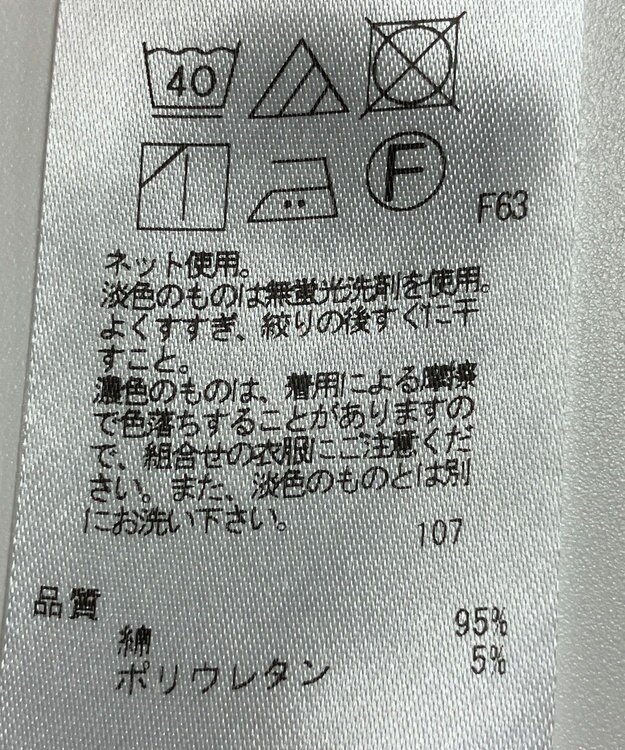 40
F
F63
ネット使用。
淡色のものは無蛍光洗剤を使用。
よくすすぎ、絞りの後すぐに干
すこと。
濃色のものは、着用による摩擦
で色落ちすることがありますの
で、組合せの衣服にご注意くだ
さい。また、淡色のものとは別
にお洗い下さい。
107
品質
綿 95%
ポリウレタン 5%